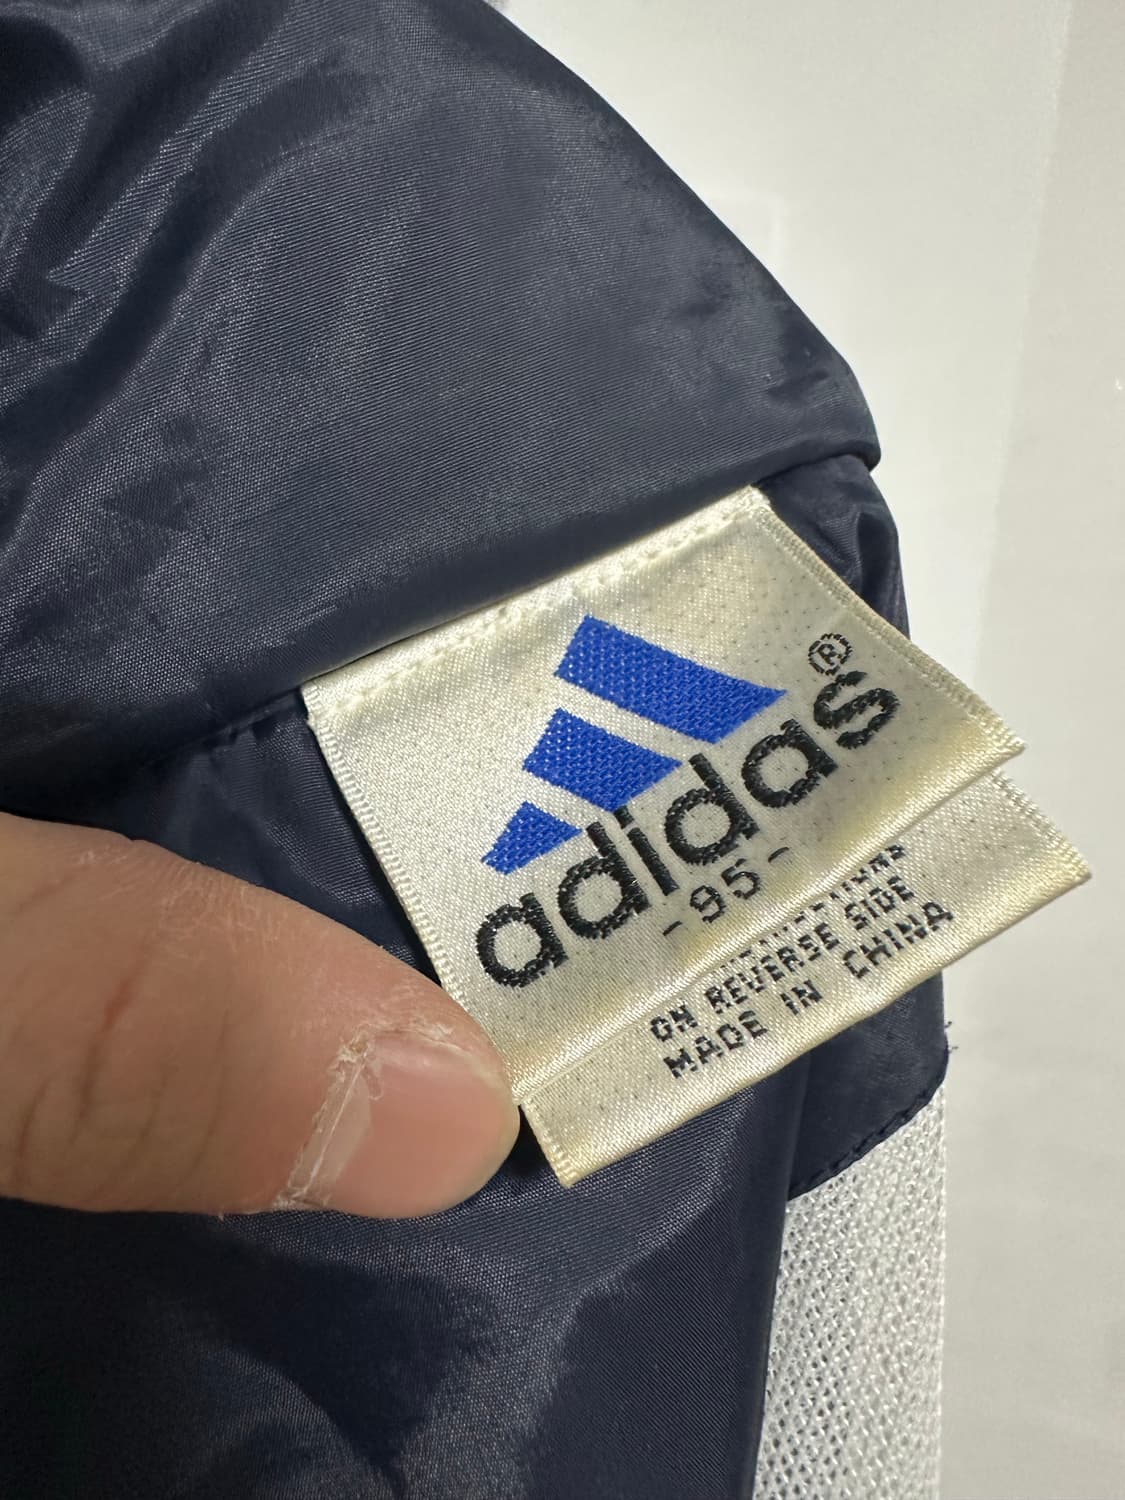 adidas®
-95-
ON REVERSE SIDE
MADE IN CHINA